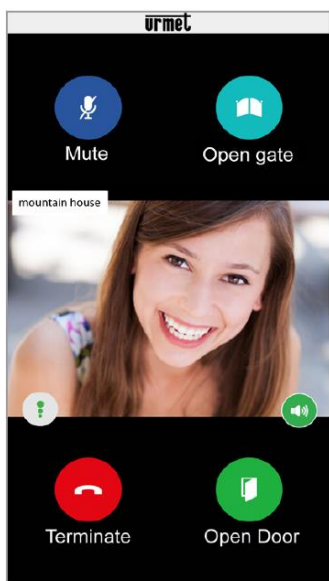 urmet
Mute
Open gate
mountain house
Terminate
Open Door